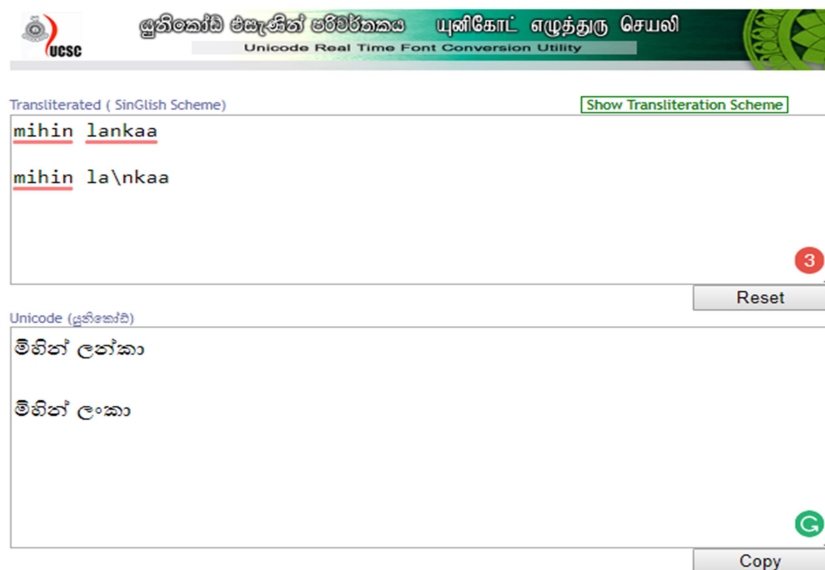 UCSC
යුනිකෝඩ් එසැණින් පරිවර්තකය யுனிகோட் எழுத்துரு செயலி
Unicode Real Time Font Conversion Utility
Transliterated ( SinGlish Scheme)
Show Transliteration Scheme
mihin lankaa
mihin la\nkaa
3
Reset
Unicode (යුනිකෝඩ්)
මිහින් ලන්කා
මිහින් ලංකා
Copy